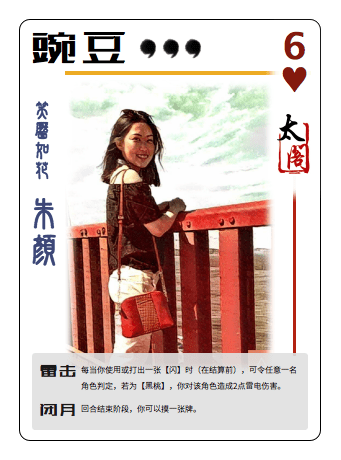 豌豆
6
太阁
笑靥如花
朱颜
雷击 每当你使用或打出一张【闪】时（在结算前），可令任意一名
角色判定，若为【黑桃】，你对该角色造成2点雷电伤害。
闭月 回合结束阶段，你可以摸一张牌。